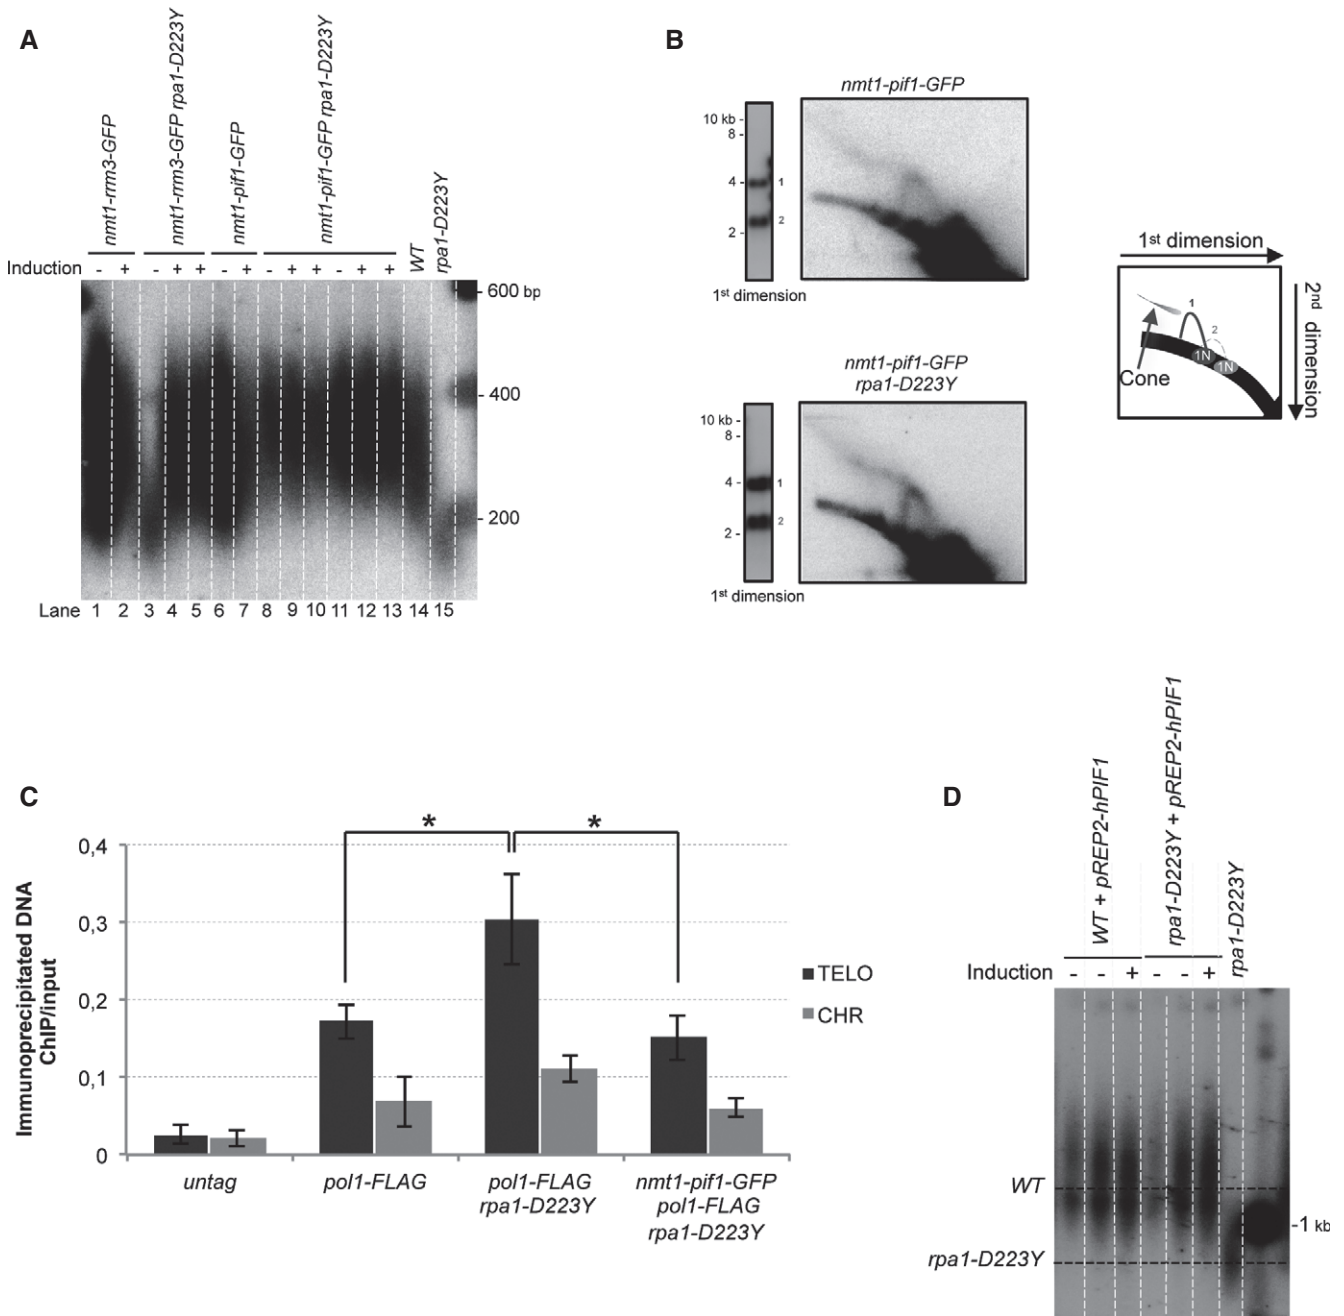 A
nmt1-rrm3-GFP
nmt1-rrm3-GFP rpa1-D223Y
nmt1-pif1-GFP
nmt1-pif1-GFP rpa1-D223Y
WT
rpa1-D223Y
Induction - + - + + - + - + + - + +
600 bp
- 400
- 200
Lane 1 2 3 4 5 6 7 8 9 10 11 12 13 14 15
B
nmt1-pif1-GFP
10 kb -
8 -
4 - 1
2
2 -
1st dimension
nmt1-pif1-GFP
rpa1-D223Y
10 kb -
8 -
4 - 1
2
2 -
1st dimension
1st dimension
2nd dimension
1
2
1N
1N
Cone
C
Immunoprecipitated DNA
ChIP/input
0,4
0,3
0,2
0,1
0
* *
TELO
CHR
untag
pol1-FLAG
pol1-FLAG
rpa1-D223Y
nmt1-pif1-GFP
pol1-FLAG
rpa1-D223Y
D
WT + pREP2-hPIF1
rpa1-D223Y + pREP2-hPIF1
rpa1-D223Y
Induction - - + - - +
WT
-1 kb
rpa1-D223Y